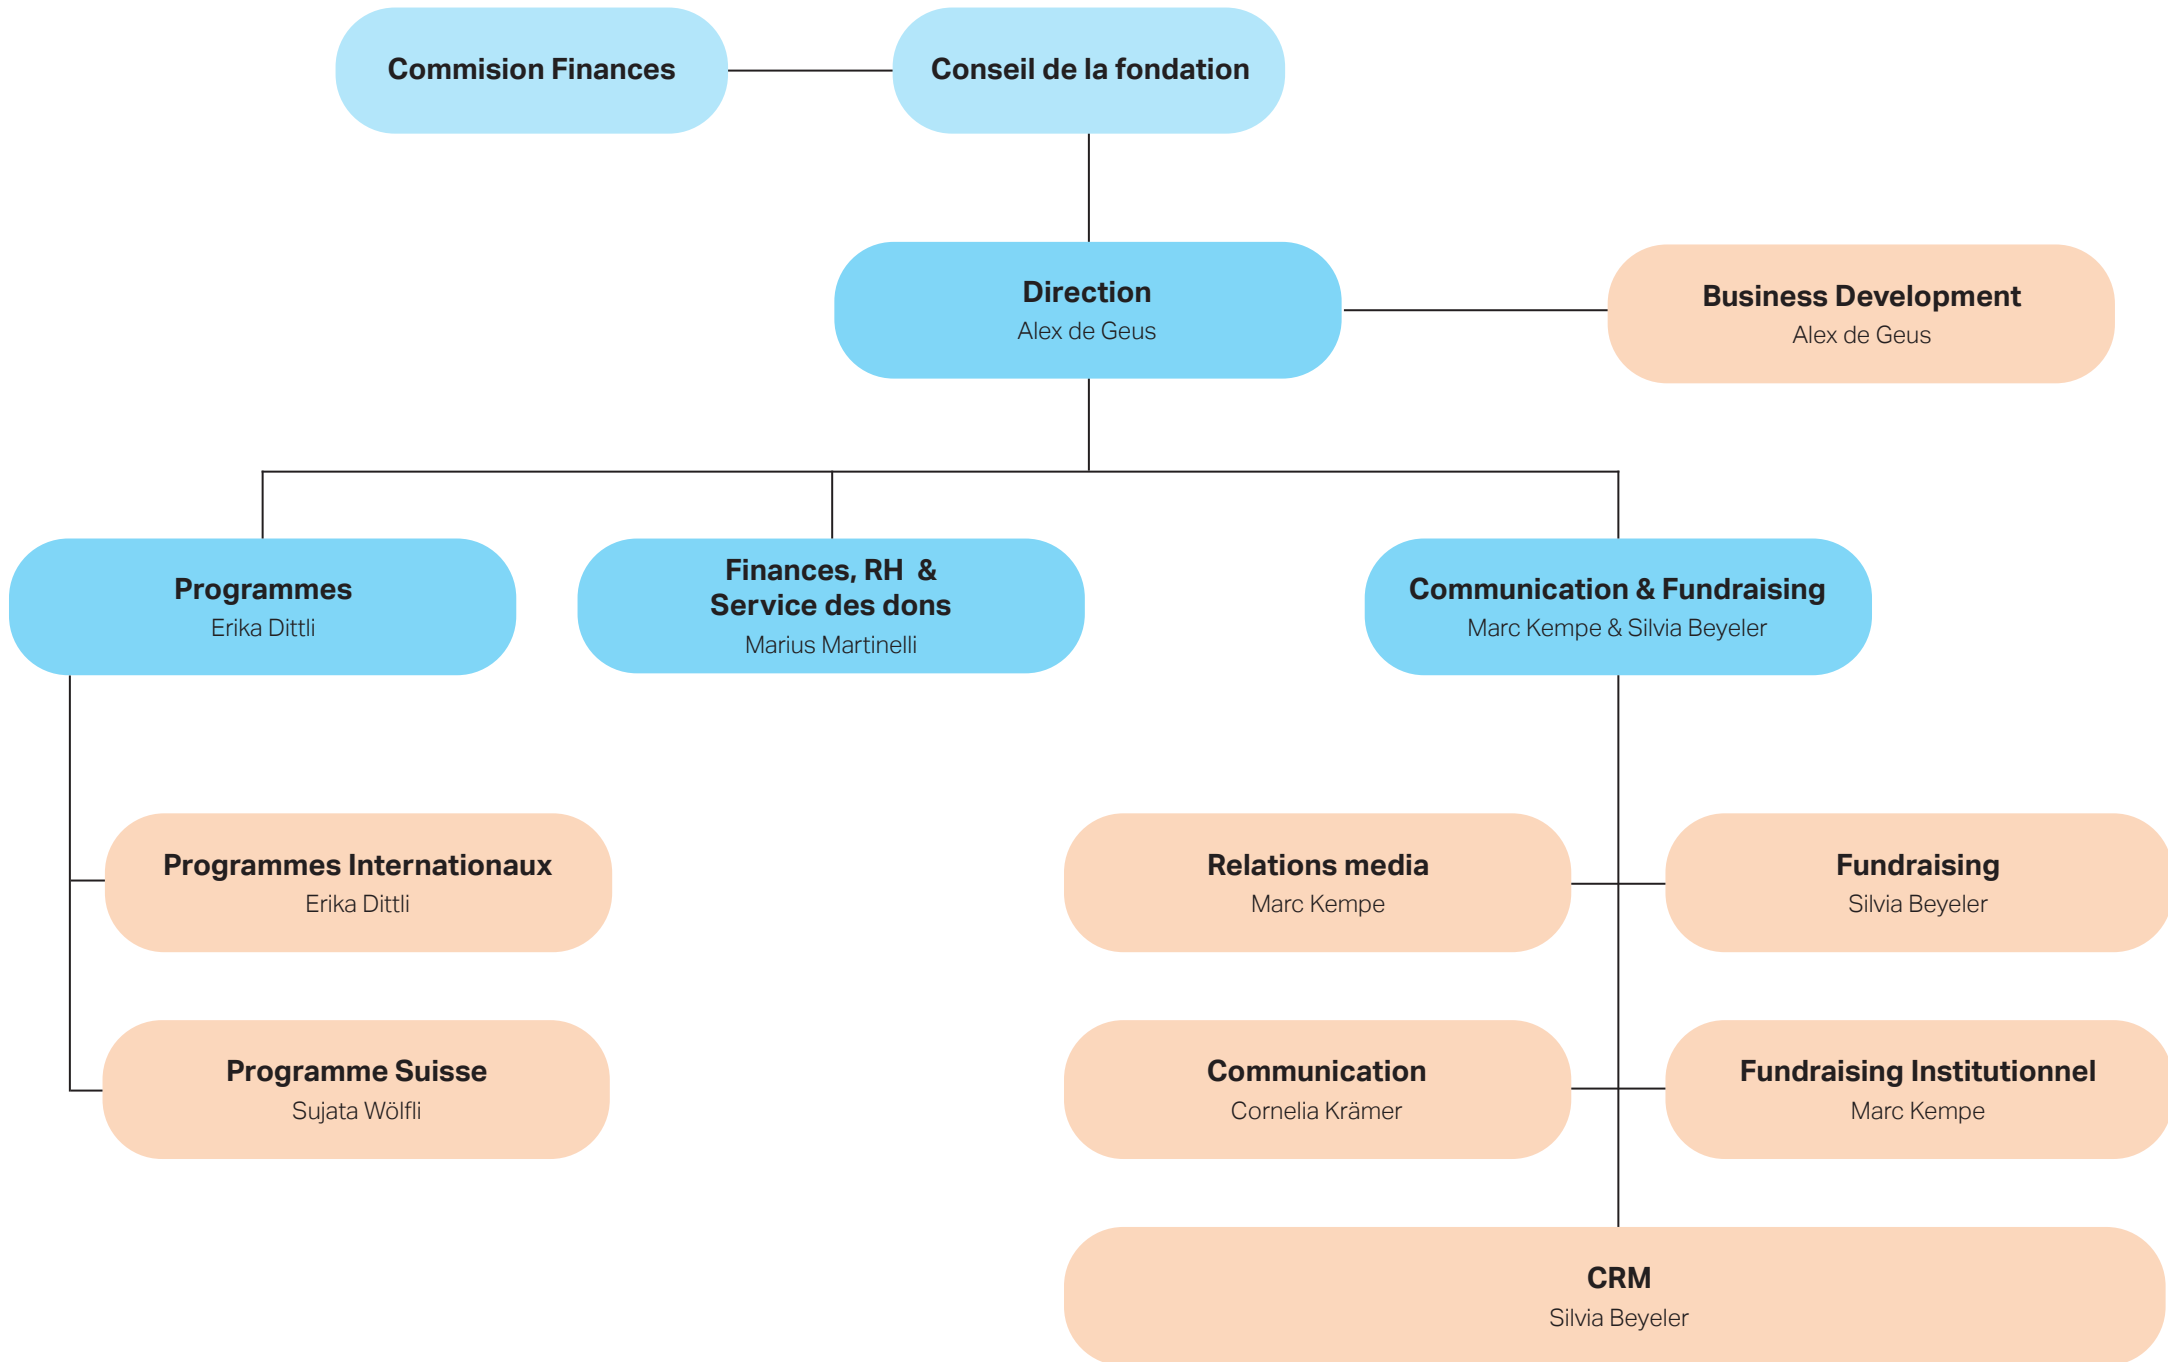 Commision Finances
Conseil de la fondation
Direction
Alex de Geus
Business Development
Alex de Geus
Programmes
Erika Dittli
Finances, RH &
Service des dons
Marius Martinelli
Communication & Fundraising
Marc Kempe & Silvia Beyeler
Programmes Internationaux
Erika Dittli
Relations media
Marc Kempe
Fundraising
Silvia Beyeler
Programme Suisse
Sujata Wölfli
Communication
Cornelia Krämer
Fundraising Institutionnel
Marc Kempe
CRM
Silvia Beyeler